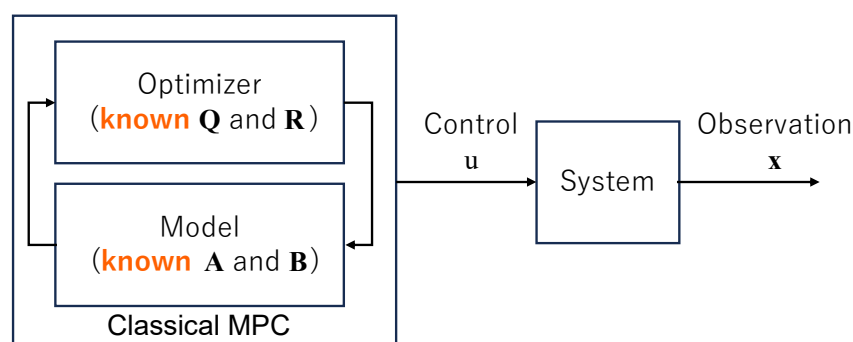 Optimizer
(known Q and R)
Model
(known A and B)
Classical MPC
Control
u
System
Observation
x